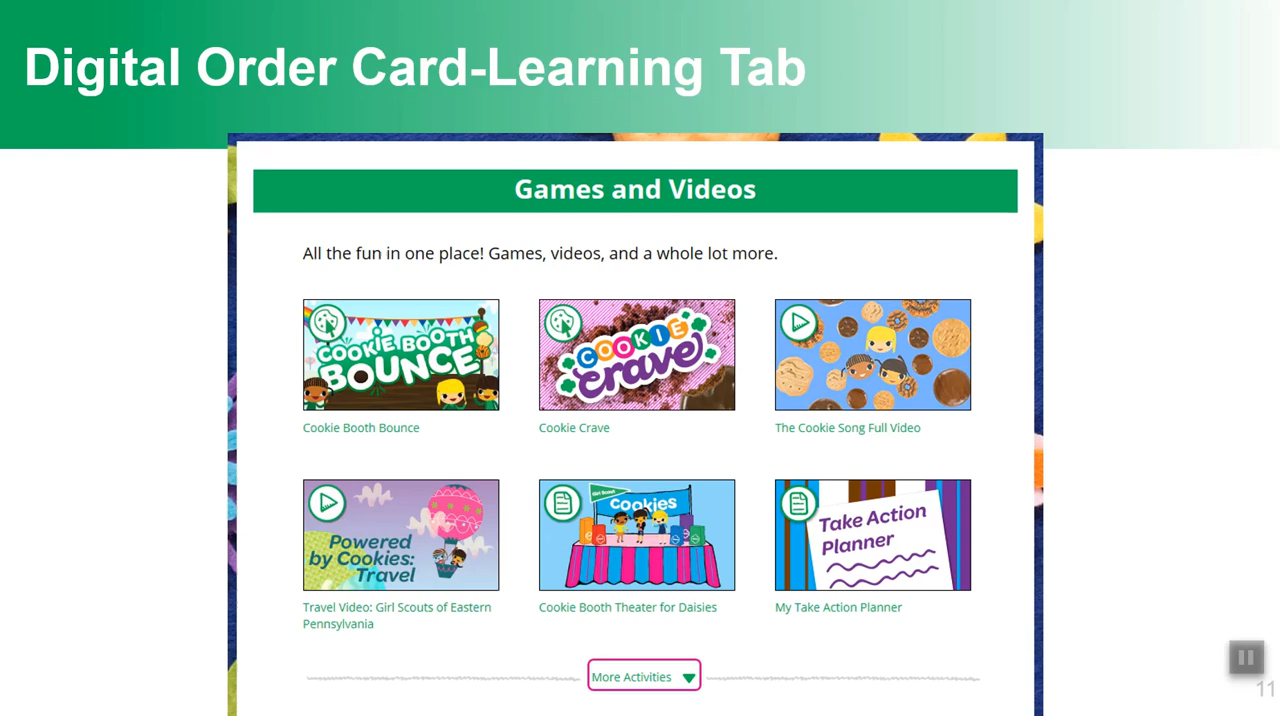 Digital Order Card-Learning Tab
Games and Videos
All the fun in one place! Games, videos, and a whole lot more.
COOKIE BOOTH
BOUNCE
COOKIE
crave
Cookie Booth Bounce
Cookie Crave
The Cookie Song Full Video
Powered
by Cookies:
Travel
Girl Scout
Cookies
Take Action
Planner
Travel Video: Girl Scouts of Eastern
Pennsylvania
Cookie Booth Theater for Daisies
My Take Action Planner
More Activities
11